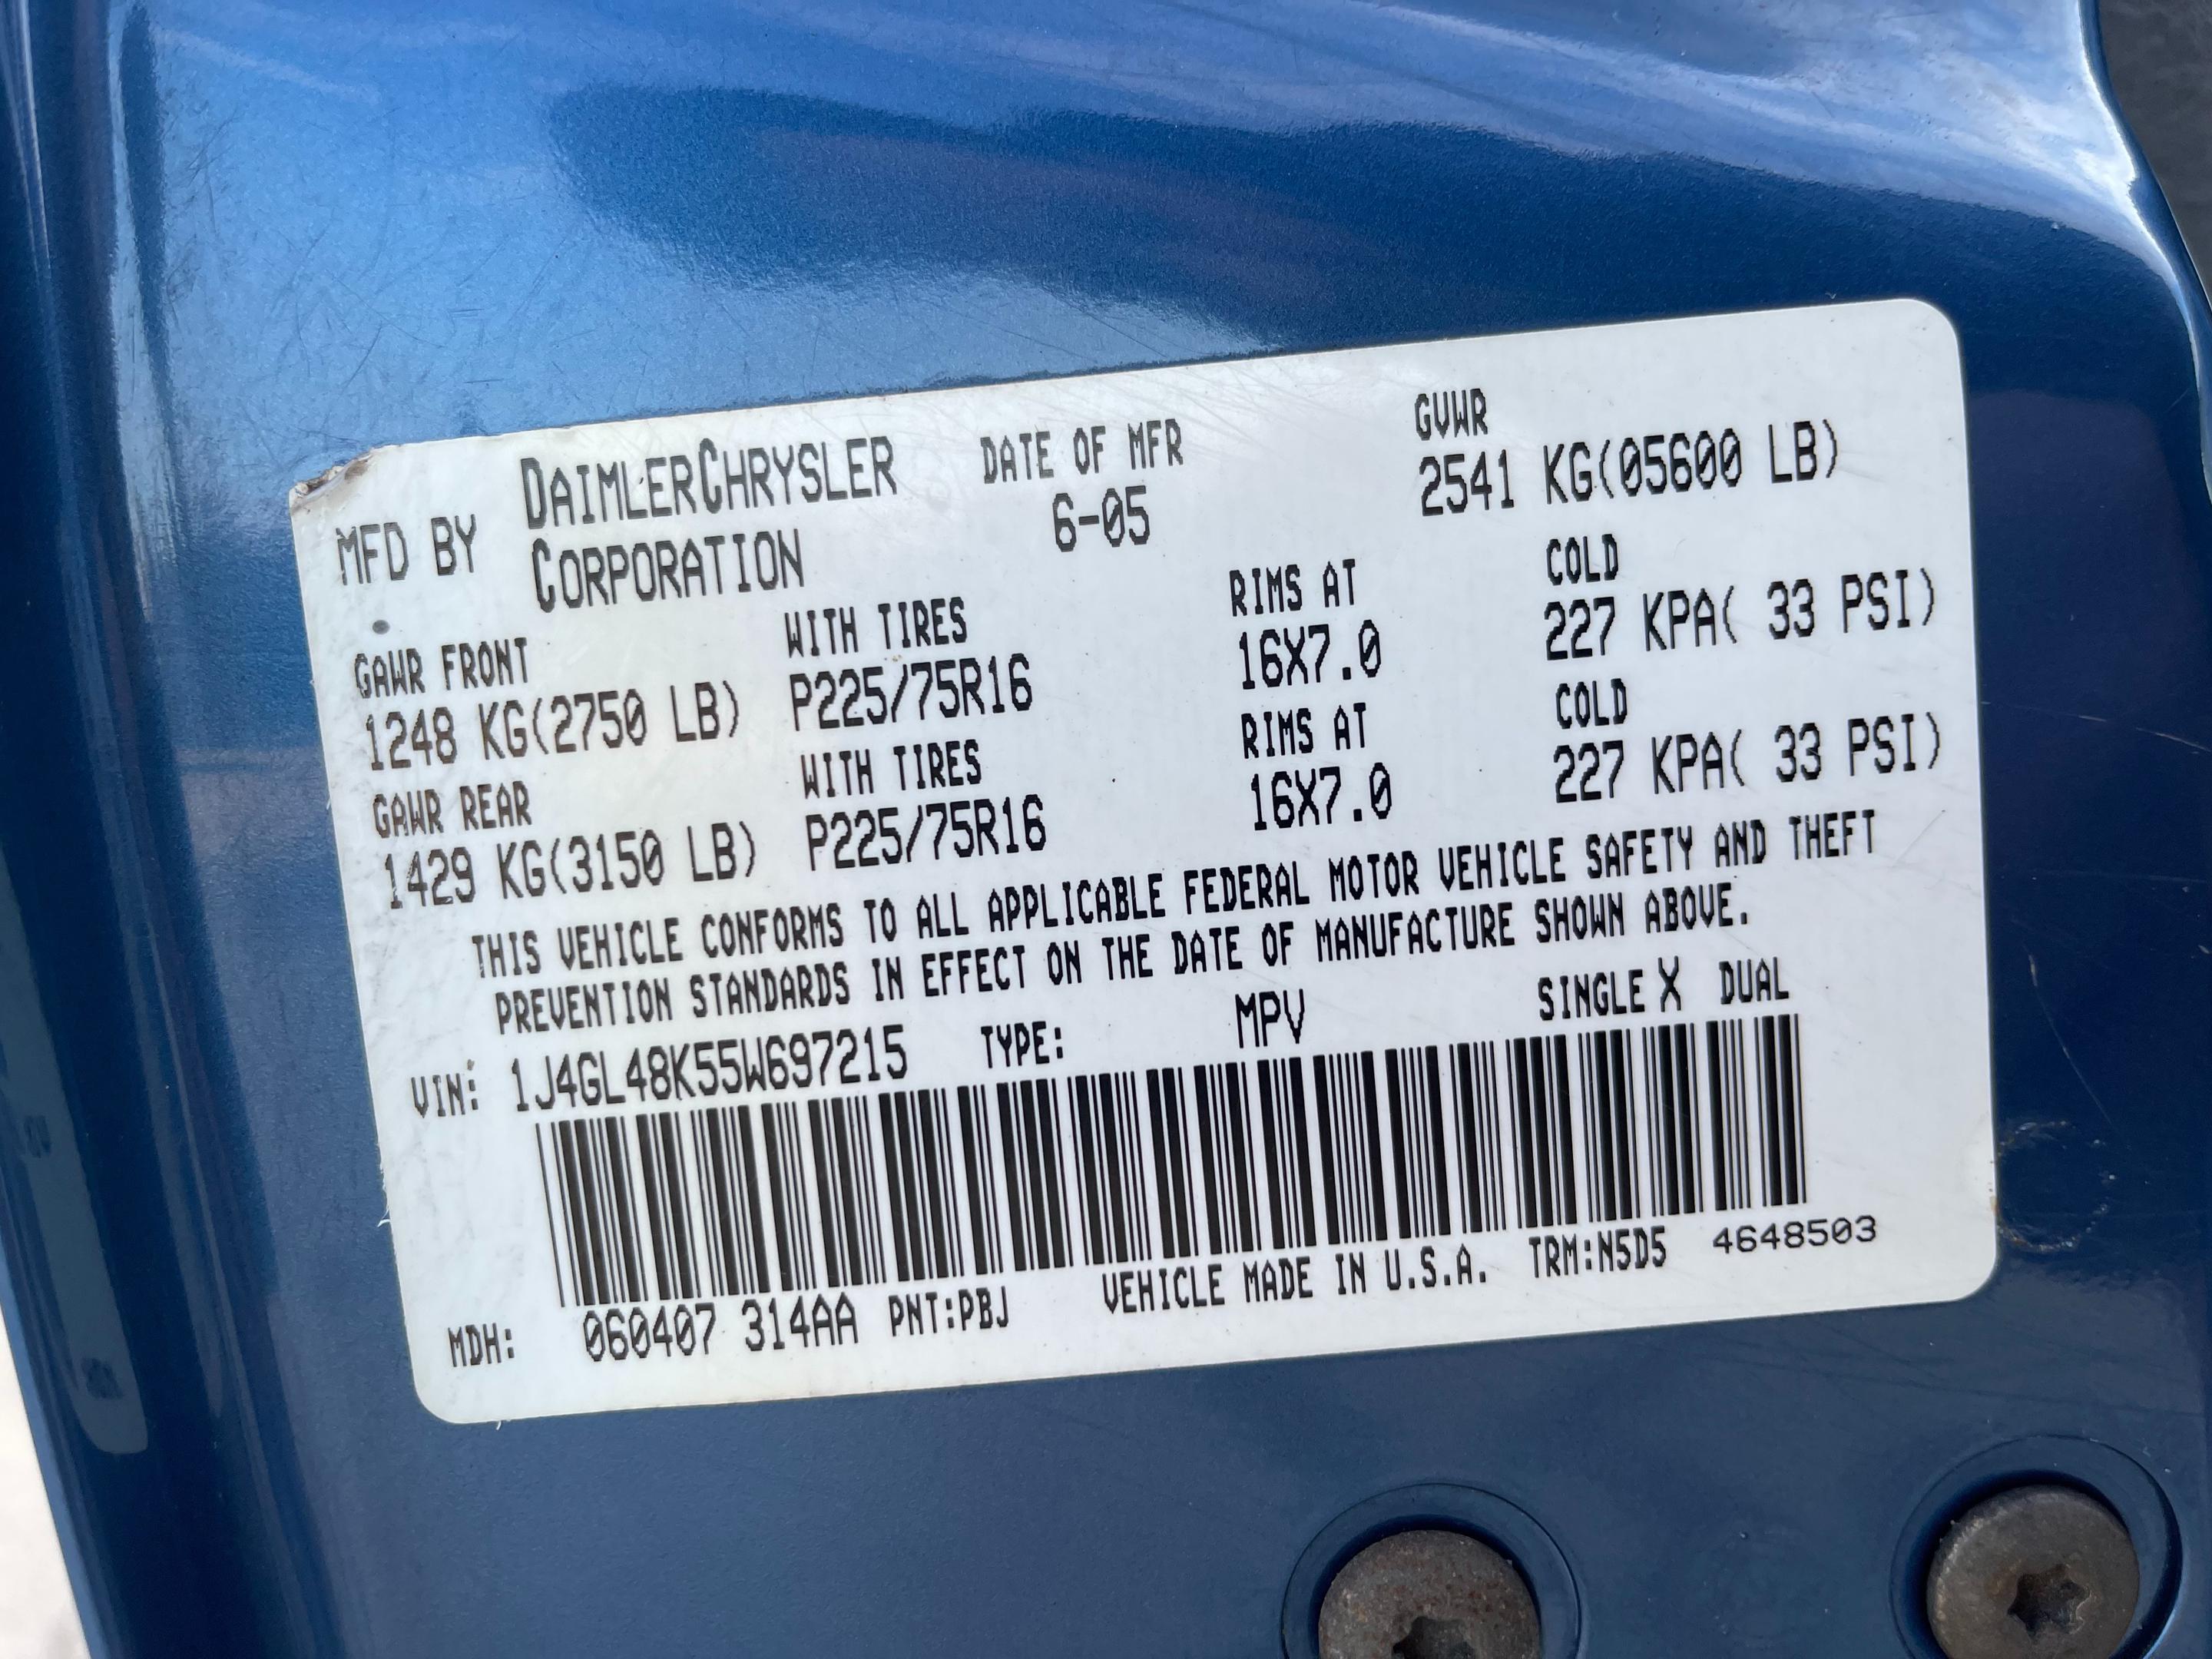 MFD BY DAIMLERCHRYSLER CORPORATION DATE OF MFR 6-05 GVWR 2541 KG(05600 LB)
GAWR FRONT WITH TIRES RIMS AT COLD
1248 KG(2750 LB) P225/75R16 16X7.0 227 KPA( 33 PSI)
GAWR REAR WITH TIRES RIMS AT COLD
1429 KG(3150 LB) P225/75R16 16X7.0 227 KPA( 33 PSI)
THIS VEHICLE CONFORMS TO ALL APPLICABLE FEDERAL MOTOR VEHICLE SAFETY AND THEFT
PREVENTION STANDARDS IN EFFECT ON THE DATE OF MANUFACTURE SHOWN ABOVE.
VIN: 1J4GL48K55W697215 TYPE: MPV SINGLE X DUAL
MDH: 060407 314AA PNT:PBJ VEHICLE MADE IN U.S.A. TRM:N5D5 4648503